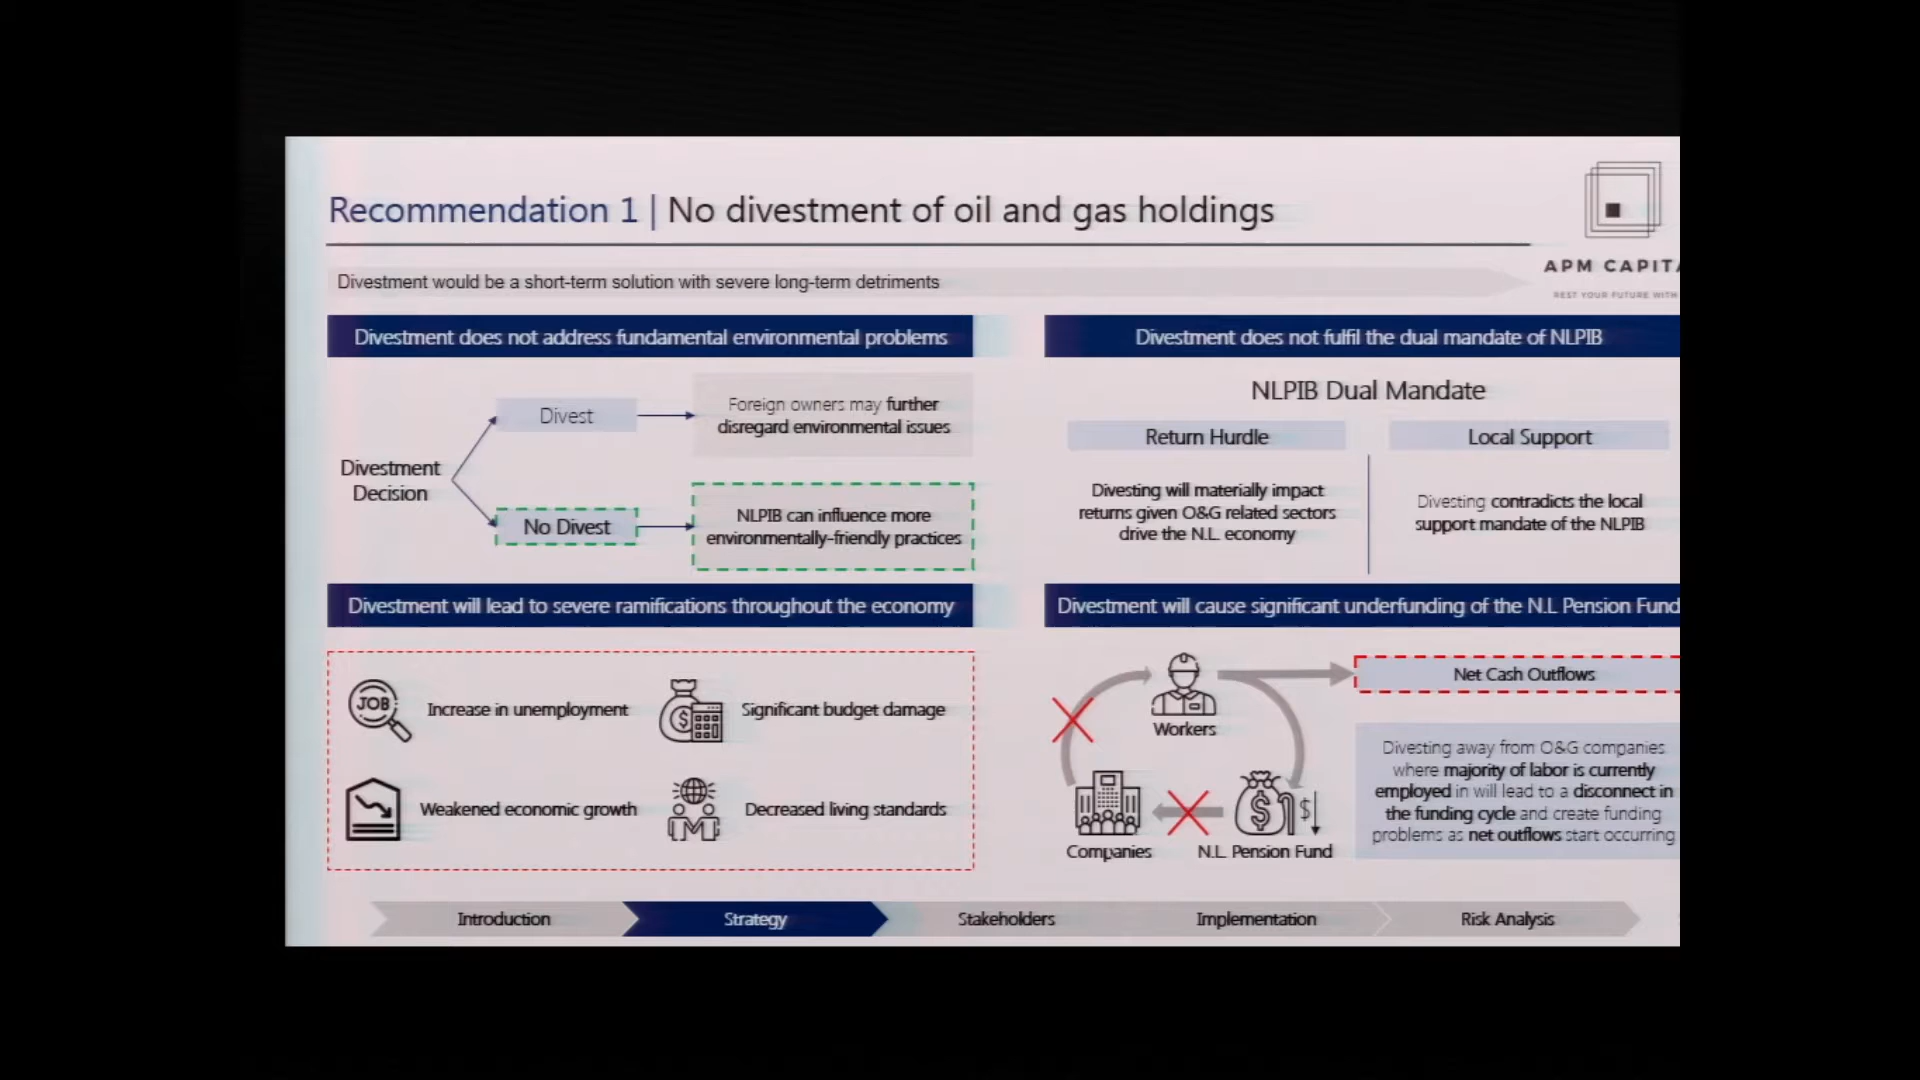 Recommendation 1 | No divestment of oil and gas holdings
APM CAPITA
REST YOUR FUTURE WITH
Divestment would be a short-term solution with severe long-term detriments
Divestment does not address fundamental environmental problems
Divestment
Decision
Divest
Foreign owners may further
disregard environmental issues
No Divest
NLPIB can influence more
environmentally-friendly practices
Divestment does not fulfil the dual mandate of NLPIB
NLPIB Dual Mandate
Return Hurdle
Divesting will materially impact
returns given O&G related sectors
drive the N.L. economy
Local Support
Divesting contradicts the local
support mandate of the NLPIB
Divestment will lead to severe ramifications throughout the economy
JOB
Increase in unemployment
Significant budget damage
Weakened economic growth
Decreased living standards
Divestment will cause significant underfunding of the N.L Pension Fund
Workers
Companies
N.L. Pension Fund
$
$
Net Cash Outflows
Divesting away from O&G companies
where majority of labor is currently
employed in will lead to a disconnect in
the funding cycle and create funding
problems as net outflows start occurring
Introduction
Strategy
Stakeholders
Implementation
Risk Analysis